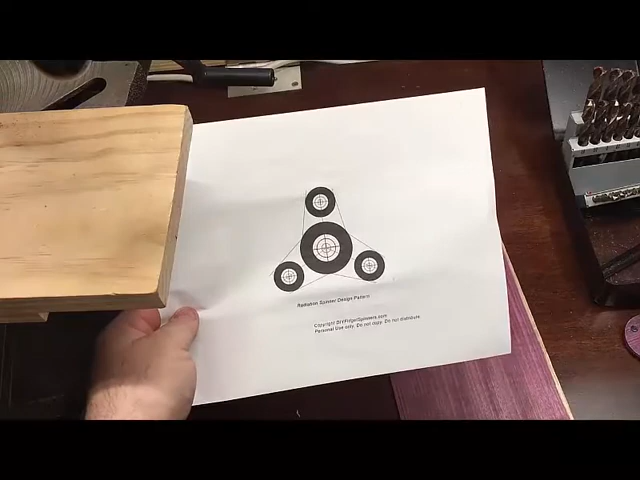 Radiation Spinner Design Pattern
Copyright DIYFidgetSpinners.com
Personal Use only. Do not copy. Do not distribute